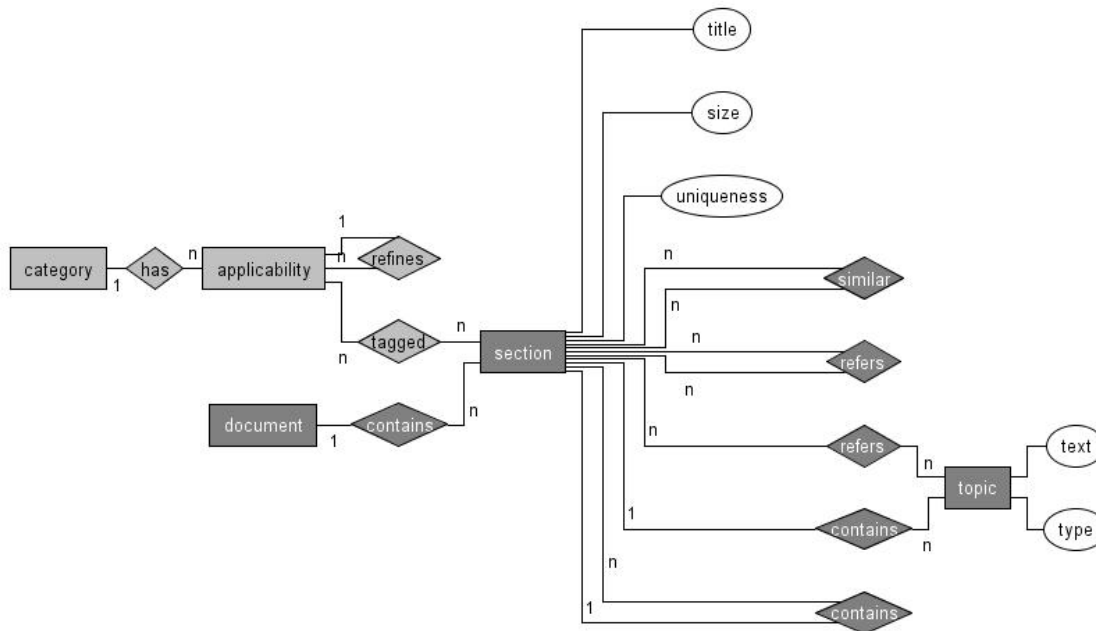 title
size
uniqueness
1
n
n
category
has
applicability
n
refines
similar
1
n
n
n
tagged
section
n
refers
n
n
document
contains
n
refers
text
1
n
n
topic
1
contains
type
n
n
1
contains